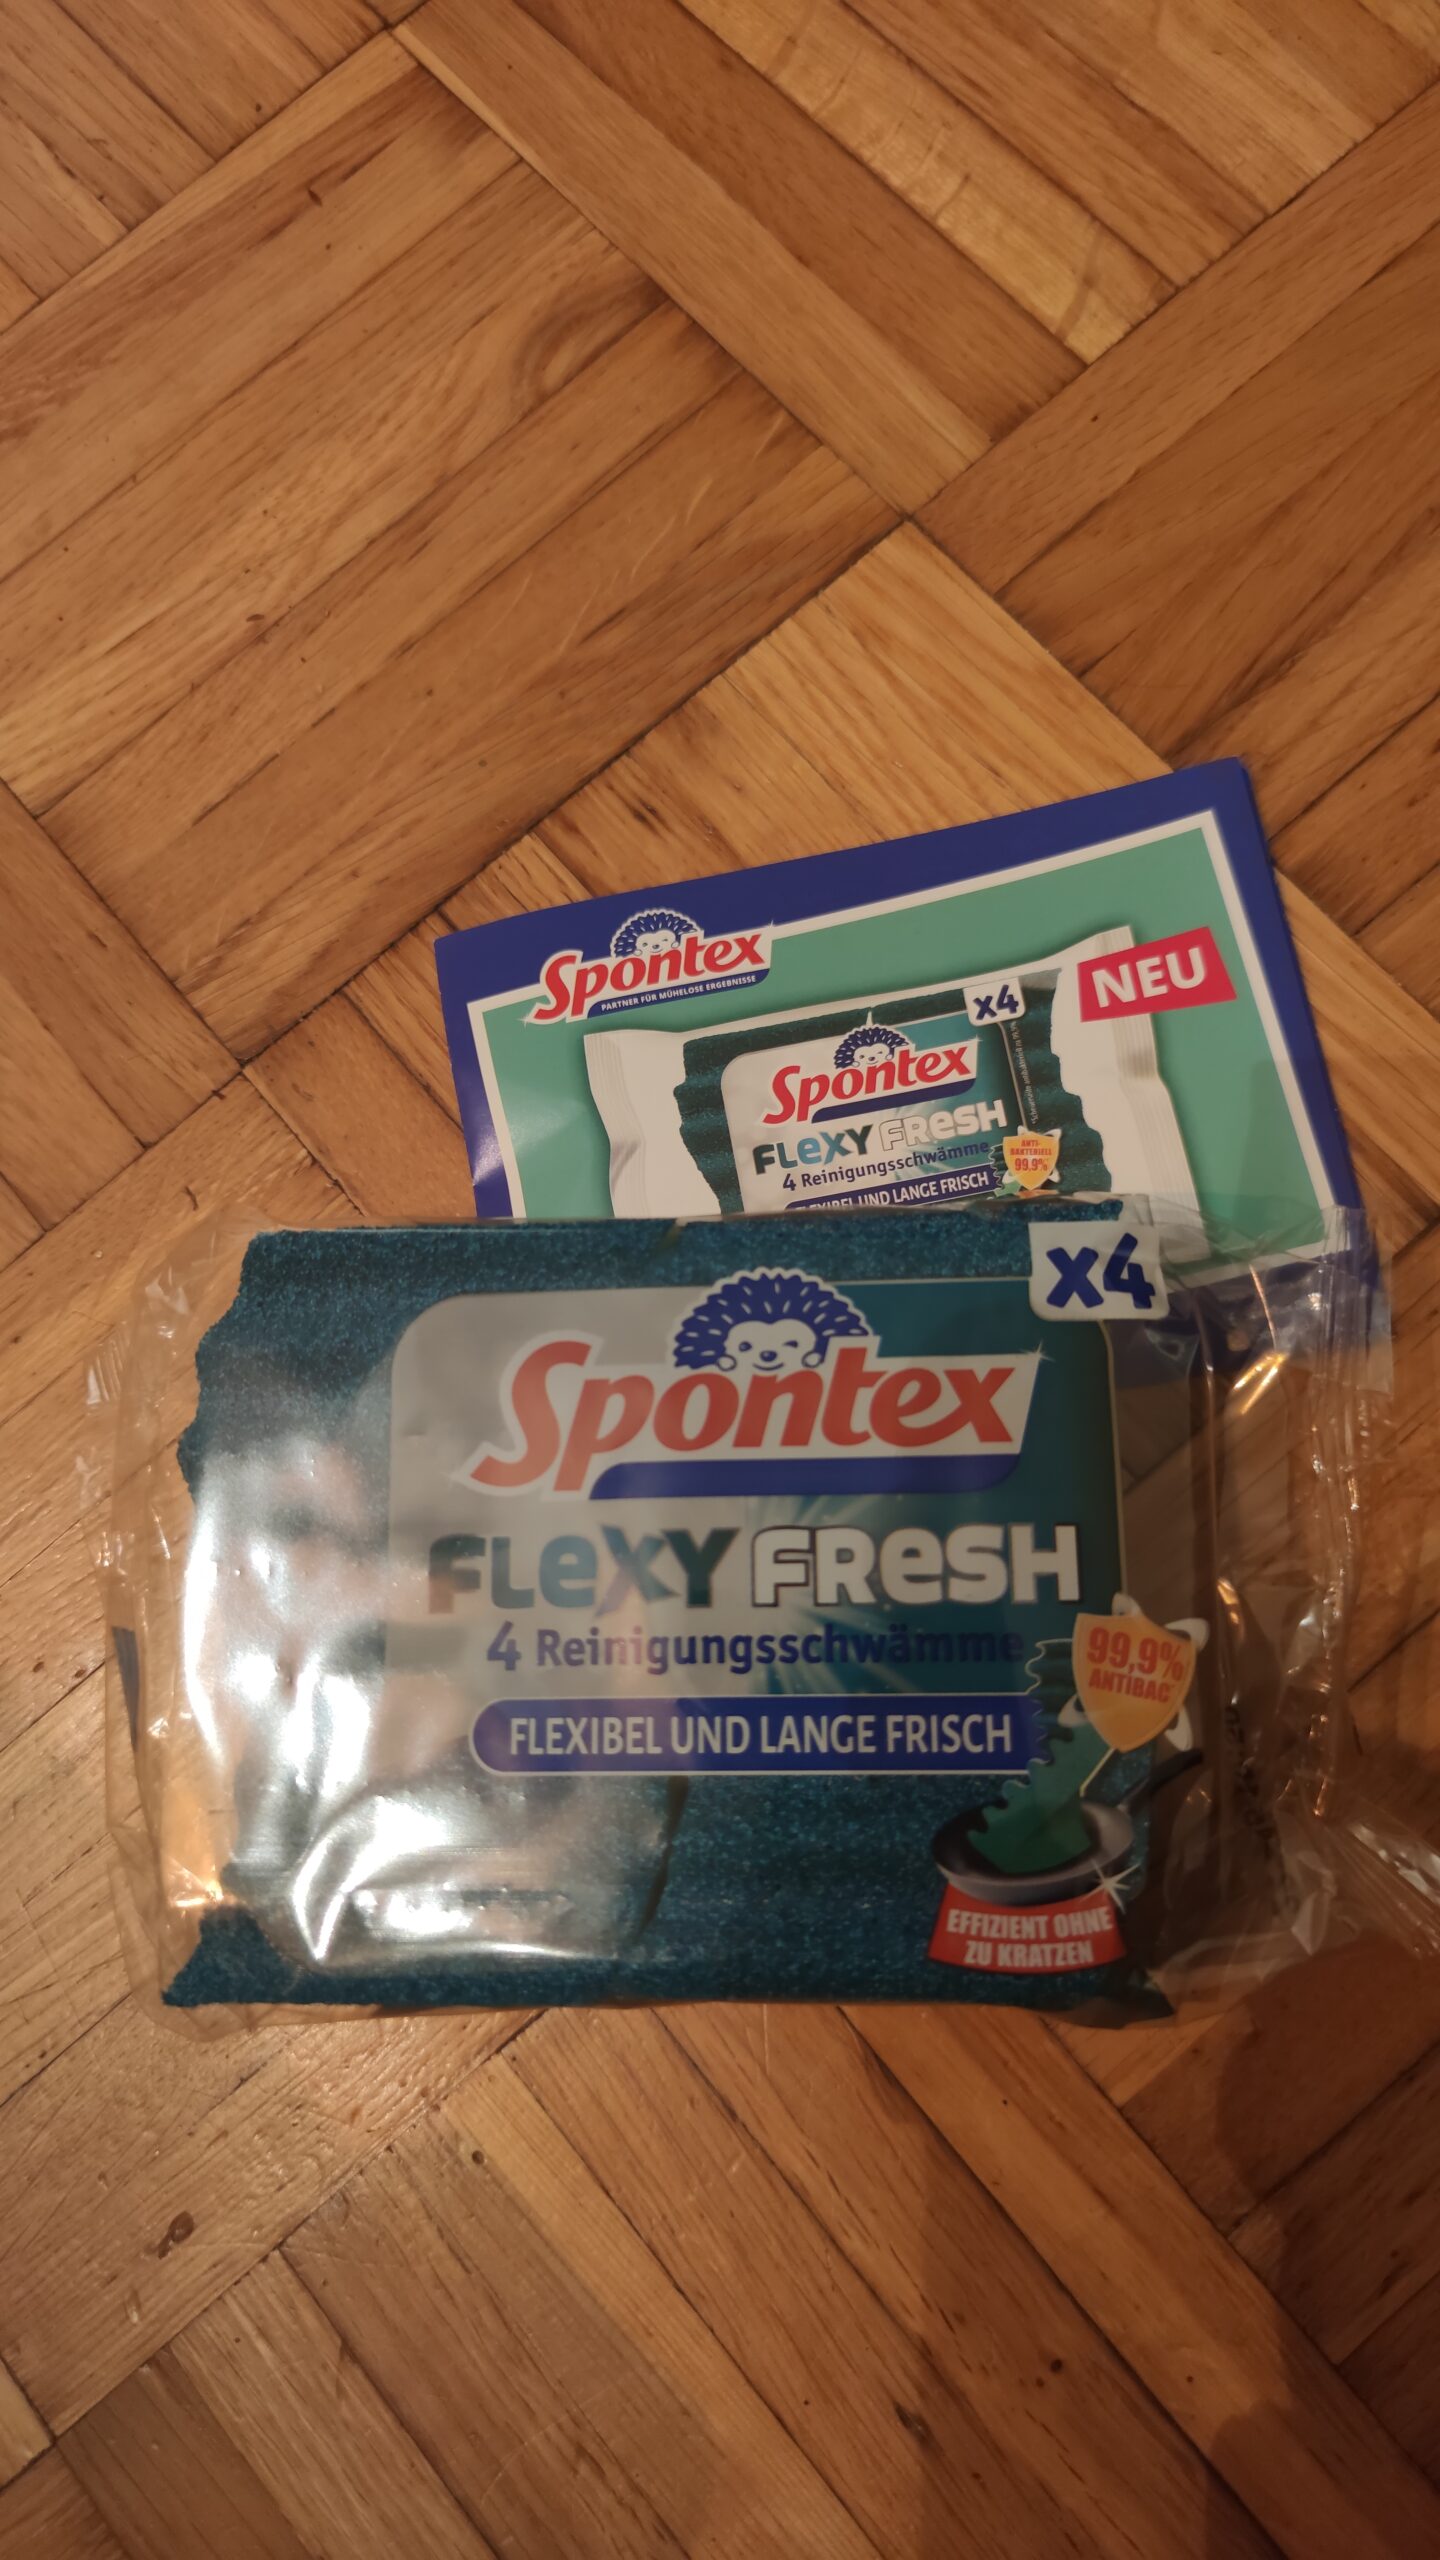 Spontex
PARTNER FÜR MÜHELOSE ERGEBNISSE
NEU
x4
Spontex
FLEXY FRESH
4 Reinigungsschwämme
FLEXIBEL UND LANGE FRISCH
ANTI-
BAKTERIELL
99.9%
x4
Spontex
FLEXY FRESH
4 Reinigungsschwämme
FLEXIBEL UND LANGE FRISCH
99,9%
ANTIBAC
EFFIZIENT OHNE
ZU KRATZEN